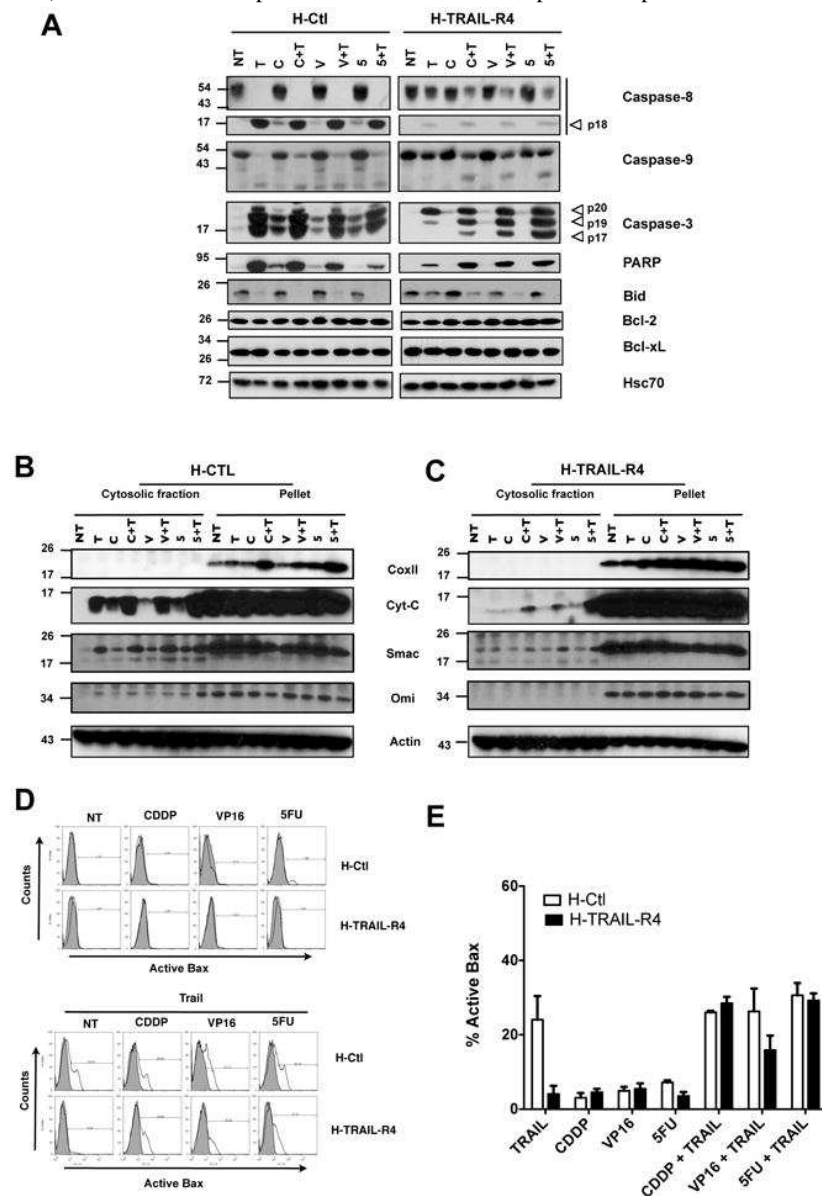 A
H-Ctl
H-TRAIL-R4
NT T C C+T V V+T 5 5+T
NT T C C+T V V+T 5 5+T
54
43
Caspase-8
17
p18
54
43
Caspase-9
p20
p19
Caspase-3
17
p17
95
PARP
26
Bid
26
Bcl-2
34
26
Bcl-xL
72
Hsc70
B
H-CTL
Cytosolic fraction
Pellet
NT T C C+T V V+T 5 5+T
NT T C C+T V V+T 5 5+T
26
17
17
26
17
34
43
C
H-TRAIL-R4
Cytosolic fraction
Pellet
NT T C C+T V V+T 5 5+T
NT T C C+T V V+T 5 5+T
CoxII
26
17
Cyt-C
17
Smac
26
17
Omi
34
Actin
43
D
NT CDDP VP16 5FU
Counts
H-Ctl
H-TRAIL-R4
Active Bax
Trail
NT CDDP VP16 5FU
Counts
H-Ctl
H-TRAIL-R4
Active Bax
E
% Active Bax
60
40
20
0
H-Ctl
H-TRAIL-R4
TRAIL
CDDP
VP16
5FU
CDDP + TRAIL
VP16 + TRAIL
5FU + TRAIL